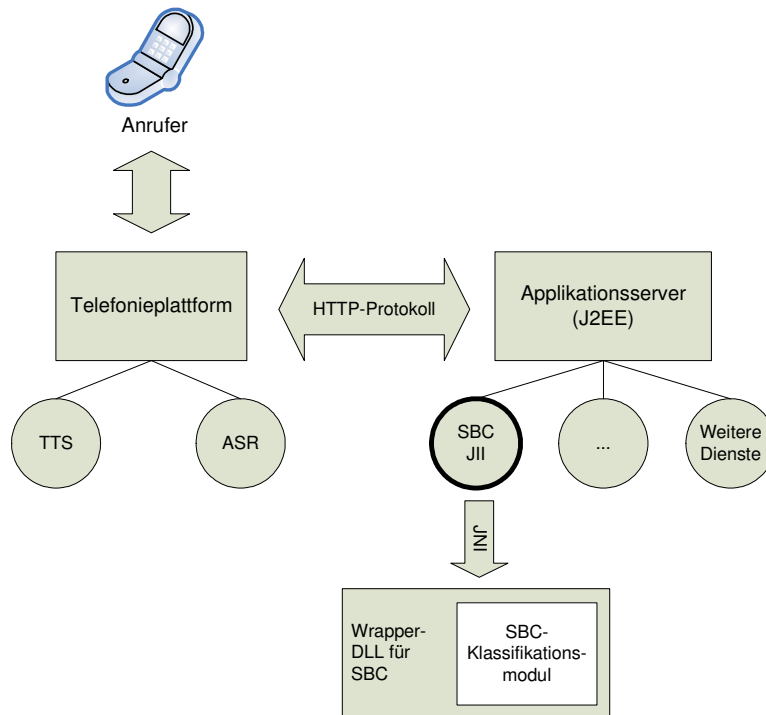 Anrufer
Telefonieplattform
HTTP-Protokoll
Applikationsserver
(J2EE)
TTS
ASR
SBC
JII
...
Weitere
Dienste
JNI
Wrapper-
DLL für
SBC
SBC-
Klassifikations-
modul